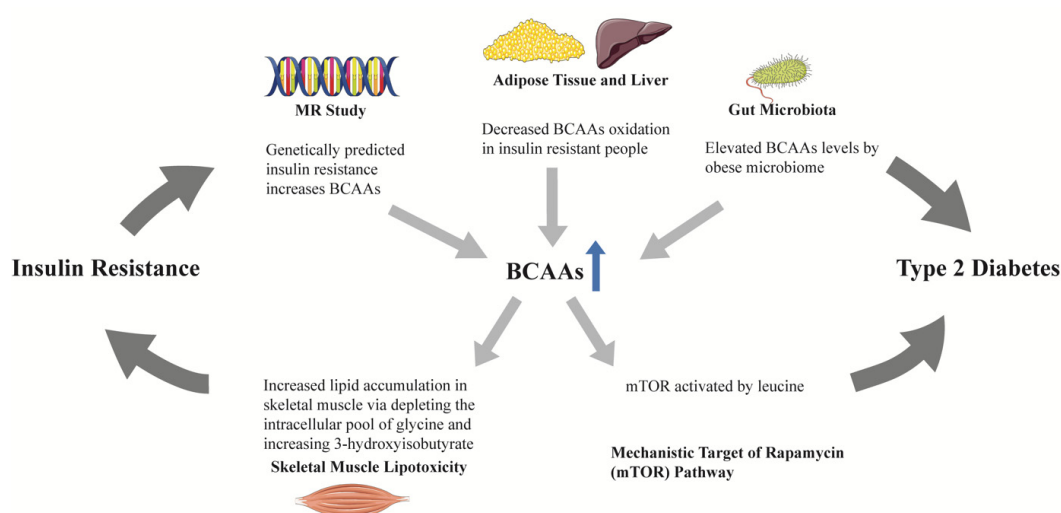 MR Study
Genetically predicted
insulin resistance
increases BCAAs
Adipose Tissue and Liver
Decreased BCAAs oxidation
in insulin resistant people
Gut Microbiota
Elevated BCAAs levels by
obese microbiome
Insulin Resistance
BCAAs
Type 2 Diabetes
Increased lipid accumulation in
skeletal muscle via depleting the
intracellular pool of glycine and
increasing 3-hydroxyisobutyrate
Skeletal Muscle Lipotoxicity
mTOR activated by leucine
Mechanistic Target of Rapamycin
(mTOR) Pathway